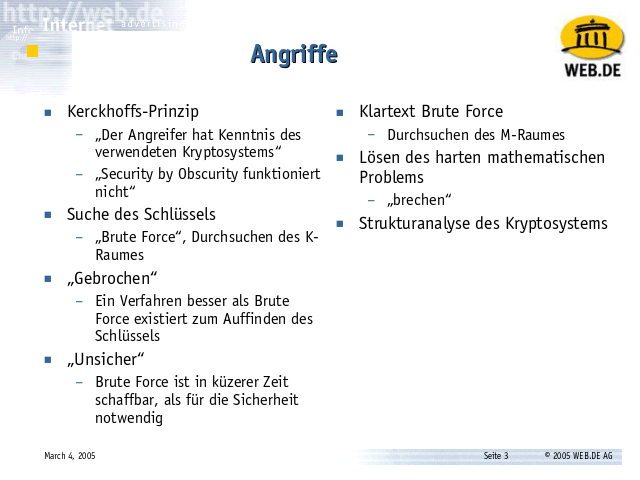 http://web.de
Internet advertising
Info
http://
WEB.DE
Angriffe
Kerckhoffs-Prinzip
– „Der Angreifer hat Kenntnis des
verwendeten Kryptosystems“
– „Security by Obscurity funktioniert
nicht“
Suche des Schlüssels
– „Brute Force“, Durchsuchen des K-
Raumes
„Gebrochen“
– Ein Verfahren besser als Brute
Force existiert zum Auffinden des
Schlüssels
„Unsicher“
– Brute Force ist in küzerer Zeit
schaffbar, als für die Sicherheit
notwendig
Klartext Brute Force
– Durchsuchen des M-Raumes
Lösen des harten mathematischen
Problems
– „brechen“
Strukturanalyse des Kryptosystems
March 4, 2005
Seite 3
© 2005 WEB.DE AG